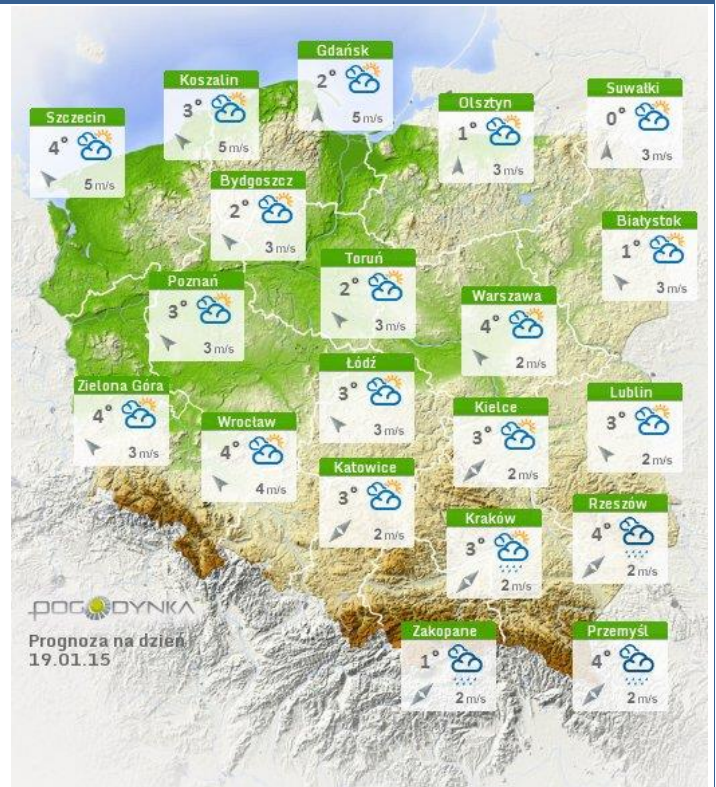 Gdańsk
2°
5 m/s
Koszalin
3°
5 m/s
Suwałki
0°
3 m/s
Olsztyn
1°
3 m/s
Szczecin
4°
5 m/s
Bydgoszcz
2°
3 m/s
Białystok
1°
3 m/s
Toruń
2°
3 m/s
Poznań
3°
3 m/s
Warszawa
4°
2 m/s
Łódź
3°
3 m/s
Zielona Góra
4°
3 m/s
Lublin
3°
2 m/s
Kielce
3°
2 m/s
Wrocław
4°
4 m/s
Katowice
3°
2 m/s
Rzeszów
4°
2 m/s
Kraków
3°
2 m/s
POGODYNKA
Prognoza na dzień
19.01.15
Zakopane
1°
2 m/s
Przemyśl
4°
2 m/s